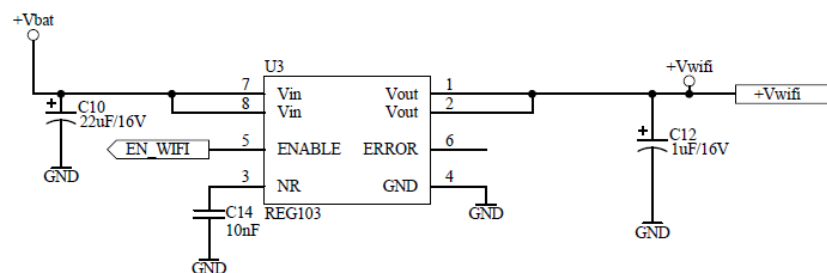 +Vbat
U3
+Vwifi
7 Vin Vout 1
8 Vin Vout 2
+Vwifi
+ C10
22uF/16V
EN_WIFI 5 ENABLE ERROR 6
+ C12
1uF/16V
GND
3 NR GND 4
C14
10nF
REG103
GND
GND
GND